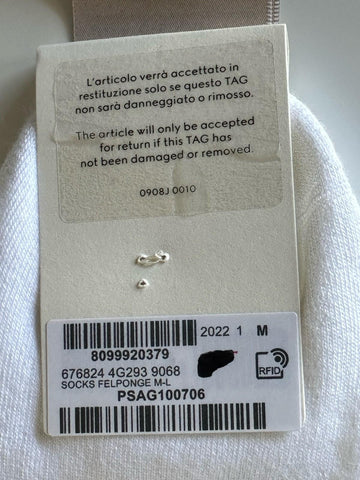 L'articolo verrà accettato in
restituzione solo se questo TAG
non sarà danneggiato o rimosso.
The article will only be accepted
for return if this TAG has
not been damaged or removed.
0908J 0010
2022 1 M
8099920379
676824 4G293 9068
SOCKS FELPONGE M-L
RFID
PSAG100706